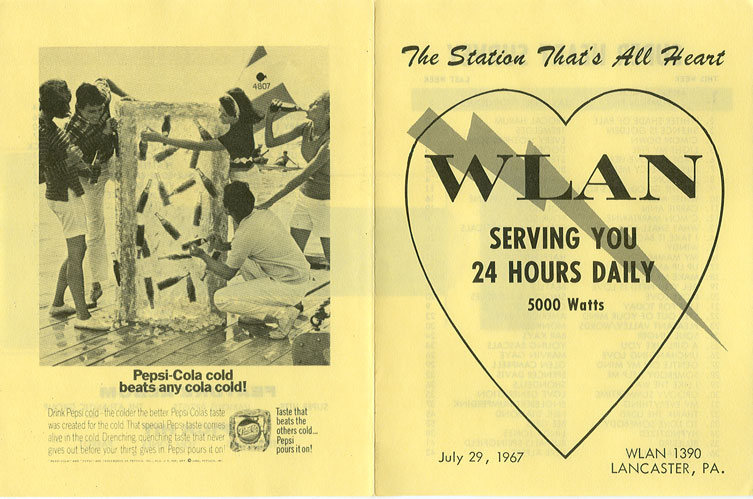 4807
Pepsi-Cola cold
beats any cola cold!
Drink Pepsi cold-the colder the better. Pepsi-Cola's taste
was created for the cold. That special Pepsi taste comes
alive in the cold. Drenching, quenching taste that never
gives out before your thirst gives in. Pepsi pours it on!
Taste that
beats the
others cold...
Pepsi
pours it on!
The Station That's All Heart
WLAN
SERVING YOU
24 HOURS DAILY
5000 Watts
July 29, 1967
WLAN 1390
LANCASTER, PA.